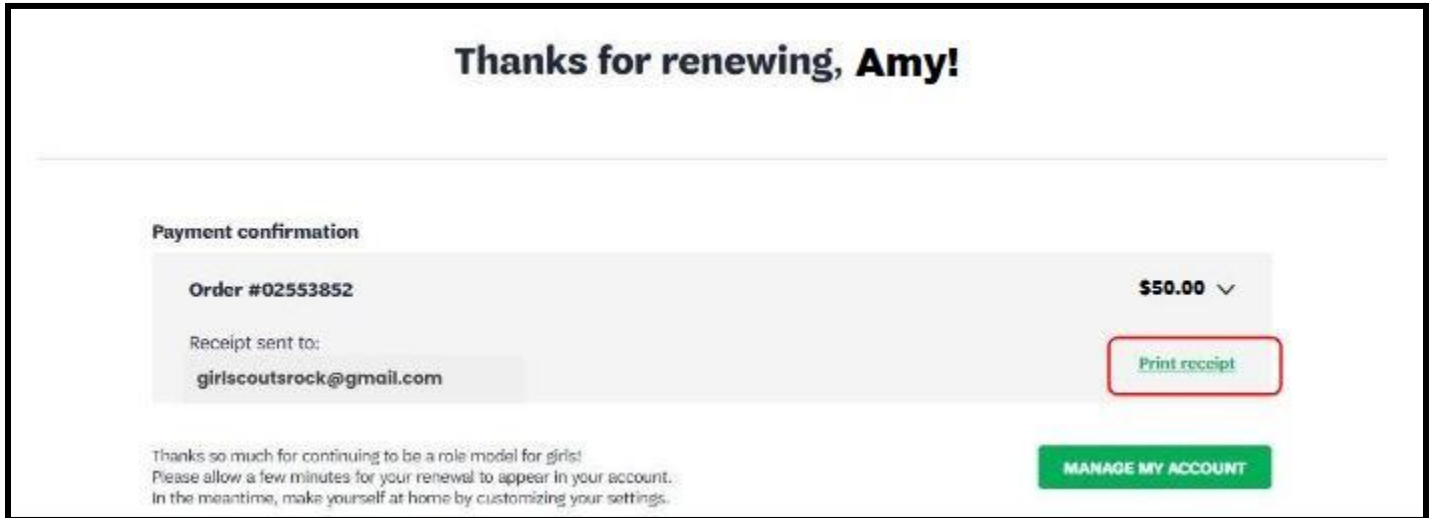 Thanks for renewing, Amy!
Payment confirmation
Order #02553852
$50.00
Receipt sent to:
girlscoutsrock@gmail.com
Print receipt
Thanks so much for continuing to be a role model for girls!
Please allow a few minutes for your renewal to appear in your account.
In the meantime, make yourself at home by customizing your settings.
MANAGE MY ACCOUNT